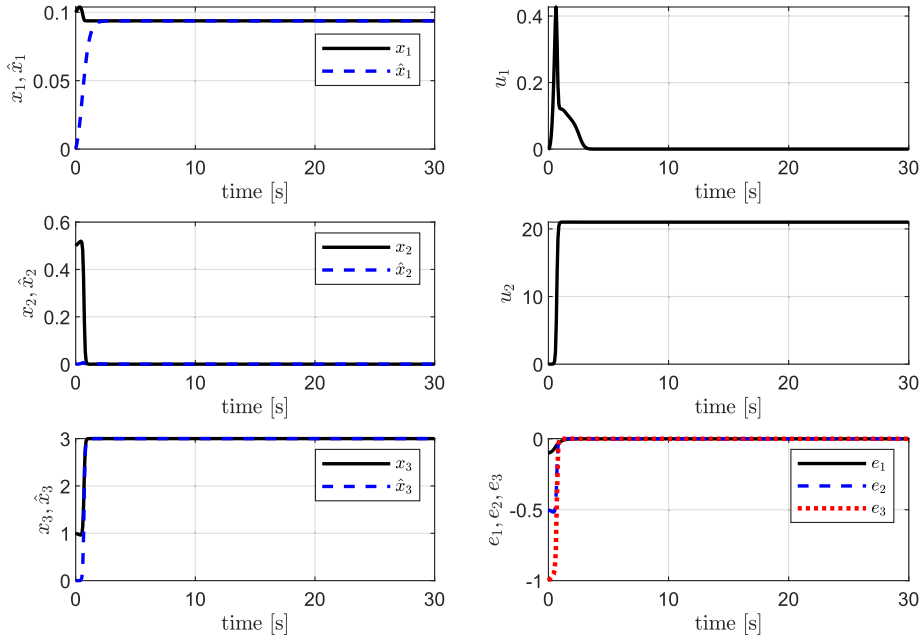 0.1
0.05
0
x₁, x̂₁
x₁
x̂₁
0 10 20 30
time [s]
0.4
0.2
0
u₁
0 10 20 30
time [s]
0.6
0.4
0.2
0
x₂, x̂₂
x₂
x̂₂
0 10 20 30
time [s]
20
10
0
u₂
0 10 20 30
time [s]
3
2
1
0
x₃, x̂₃
x₃
x̂₃
0 10 20 30
time [s]
0
-0.5
-1
e₁, e₂, e₃
e₁
e₂
e₃
0 10 20 30
time [s]